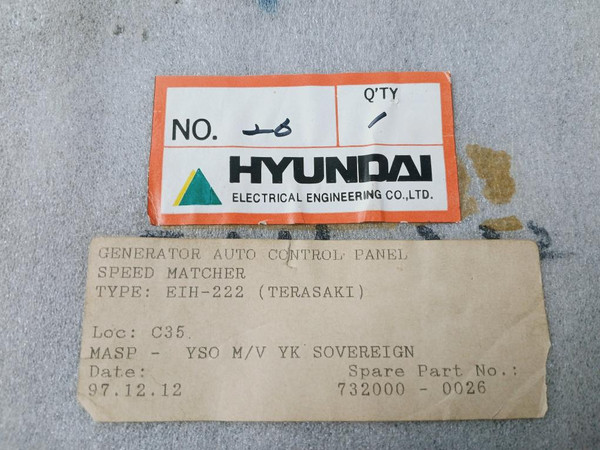 Q'TY
NO. 26 1
HYUNDAI
ELECTRICAL ENGINEERING CO.,LTD.
GENERATOR AUTO CONTROL PANEL
SPEED MATCHER
TYPE: EIH-222 (TERASAKI)
Loc: C35
MASP - YSO M/V YK SOVEREIGN
Date: Spare Part No.:
97.12.12 732000 - 0026